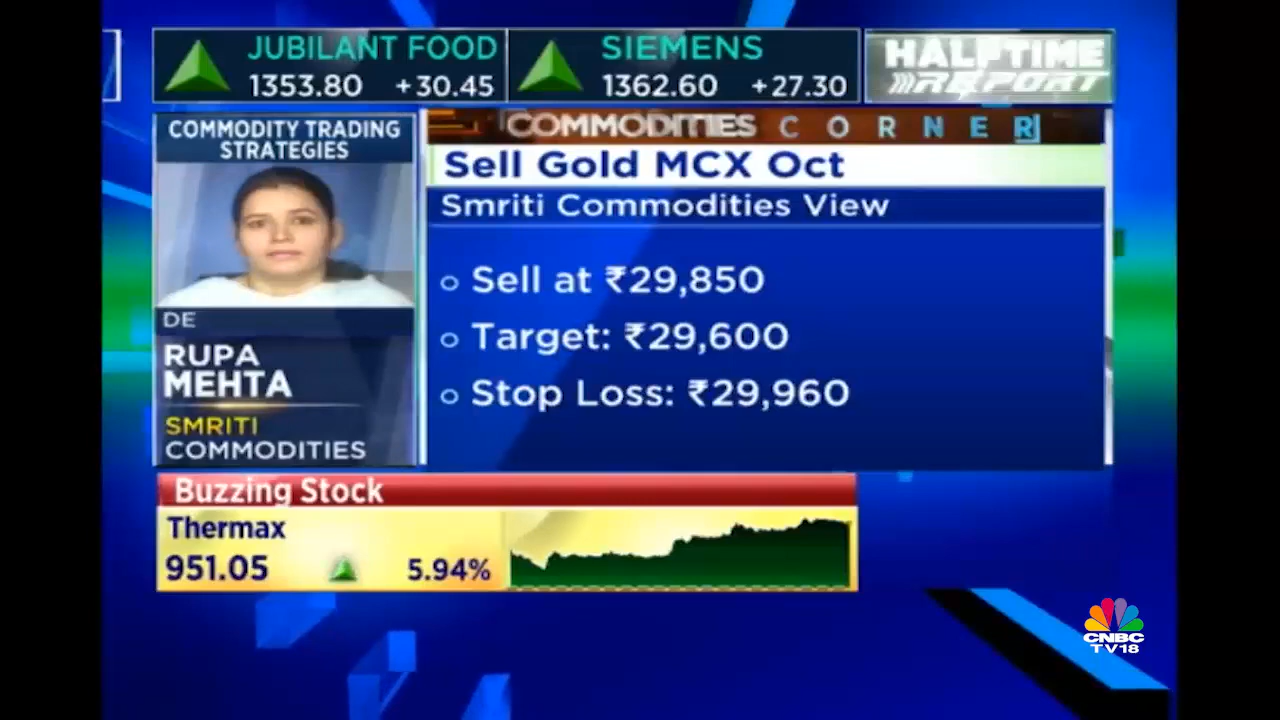 JUBILANT FOOD
1353.80 +30.45
SIEMENS
1362.60 +27.30
HALFTIME
REPORT
COMMODITY TRADING
STRATEGIES
DE
RUPA
MEHTA
SMRITI
COMMODITIES
COMMODITIES CORNER
Sell Gold MCX Oct
Smriti Commodities View
Sell at ₹29,850
Target: ₹29,600
Stop Loss: ₹29,960
Buzzing Stock
Thermax
951.05 5.94%
CNBC
TV18